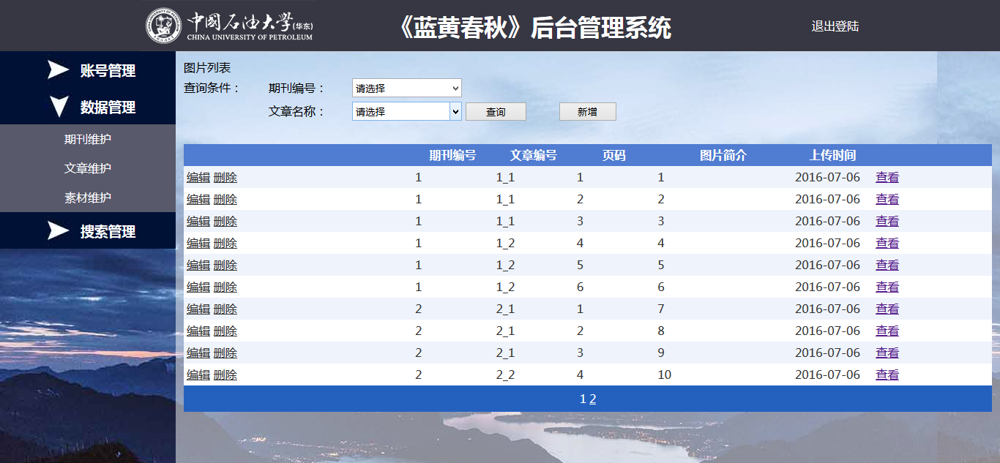 中国石油大学(华东)
CHINA UNIVERSITY OF PETROLEUM
《蓝黄春秋》后台管理系统
退出登陆
账号管理
数据管理
期刊维护
文章维护
素材维护
搜索管理
图片列表
查询条件： 期刊编号： 请选择
文章名称： 请选择 查询 新增
期刊编号 文章编号 页码 图片简介 上传时间
编辑 删除 1 1_1 1 1 2016-07-06 查看
编辑 删除 1 1_1 2 2 2016-07-06 查看
编辑 删除 1 1_1 3 3 2016-07-06 查看
编辑 删除 1 1_2 4 4 2016-07-06 查看
编辑 删除 1 1_2 5 5 2016-07-06 查看
编辑 删除 1 1_2 6 6 2016-07-06 查看
编辑 删除 2 2_1 1 7 2016-07-06 查看
编辑 删除 2 2_1 2 8 2016-07-06 查看
编辑 删除 2 2_1 3 9 2016-07-06 查看
编辑 删除 2 2_2 4 10 2016-07-06 查看
1 2